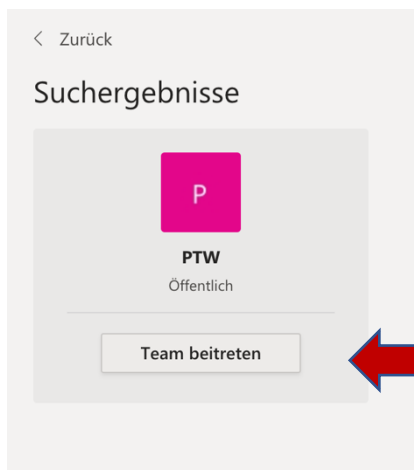 Zurück
Suchergebnisse
P
PTW
Öffentlich
Team beitreten